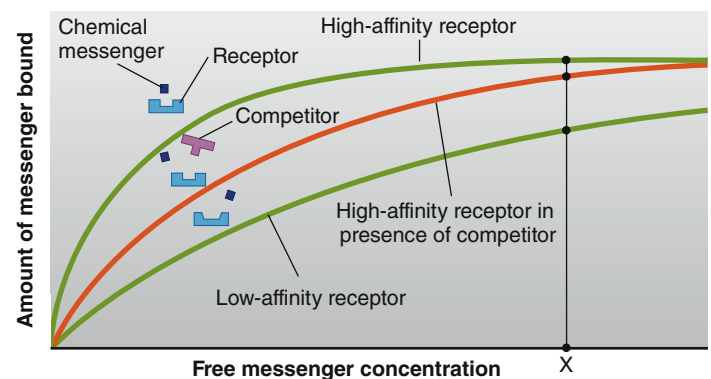 Chemical
messenger
Receptor
High-affinity receptor
Competitor
High-affinity receptor in
presence of competitor
Low-affinity receptor
Amount of messenger bound
Free messenger concentration
X